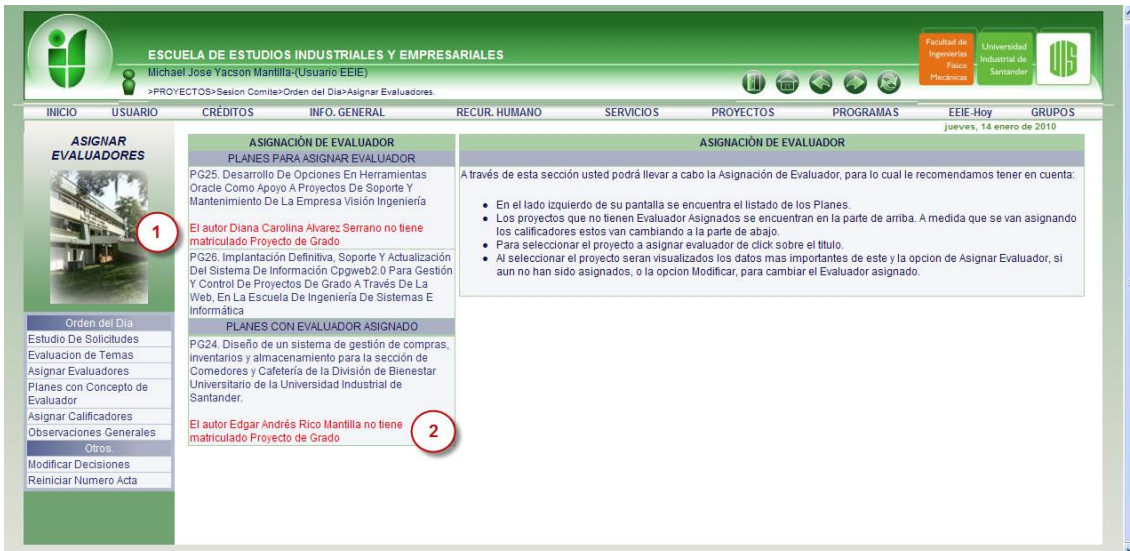 ESCUELA DE ESTUDIOS INDUSTRIALES Y EMPRESARIALES
Michael Jose Yacson Mantilla-(Usuario EEIE)
>PROYECTOS>Sesion Comite>Orden del Dia>Asignar Evaluadores.
Facultad de
Ingenierías
Físico
Mecánicas
Universidad
Industrial de
Santander
UIS
INICIO USUARIO CRÉDITOS INFO. GENERAL RECUR. HUMANO SERVICIOS PROYECTOS PROGRAMAS EEIE-Hoy GRUPOS
jueves, 14 enero de 2010
ASIGNAR
EVALUADORES
1
Orden del Dia
Estudio De Solicitudes
Evaluacion de Temas
Asignar Evaluadores
Planes con Concepto de
Evaluador
Asignar Calificadores
Observaciones Generales
Otros.
Modificar Decisiones
Reiniciar Numero Acta
ASIGNACIÓN DE EVALUADOR
PLANES PARA ASIGNAR EVALUADOR
PG25. Desarrollo De Opciones En Herramientas
Oracle Como Apoyo A Proyectos De Soporte Y
Mantenimiento De La Empresa Visión Ingeniería
El autor Diana Carolina Alvarez Serrano no tiene
matriculado Proyecto de Grado
PG26. Implantación Definitiva, Soporte Y Actualización
Del Sistema De Información Cpgweb2.0 Para Gestión
Y Control De Proyectos De Grado A Través De La
Web, En La Escuela De Ingeniería De Sistemas E
Informática
PLANES CON EVALUADOR ASIGNADO
PG24. Diseño de un sistema de gestión de compras,
inventarios y almacenamiento para la sección de
Comedores y Cafetería de la División de Bienestar
Universitario de la Universidad Industrial de
Santander.
El autor Edgar Andrés Rico Mantilla no tiene
matriculado Proyecto de Grado
2
ASIGNACIÓN DE EVALUADOR
A través de esta sección usted podrá llevar a cabo la Asignación de Evaluador, para lo cual le recomendamos tener en cuenta:
• En el lado izquierdo de su pantalla se encuentra el listado de los Planes.
• Los proyectos que no tienen Evaluador Asignados se encuentran en la parte de arriba. A medida que se van asignando
los calificadores estos van cambiando a la parte de abajo.
• Para seleccionar el proyecto a asignar evaluador de click sobre el titulo.
• Al seleccionar el proyecto seran visualizados los datos mas importantes de este y la opcion de Asignar Evaluador, si
aun no han sido asignados, o la opcion Modificar, para cambiar el Evaluador asignado.